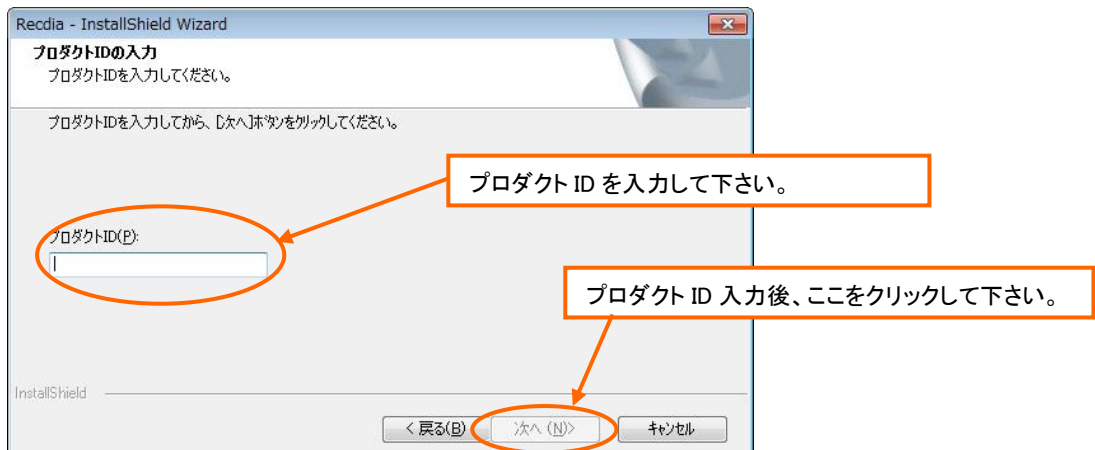 Recdia - InstallShield Wizard
プロダクトIDの入力
プロダクトIDを入力してください。
プロダクトIDを入力してから、[次へ]ボタンをクリックしてください。
プロダクト ID を入力して下さい。
プロダクトID(P):
プロダクト ID 入力後、ここをクリックして下さい。
InstallShield
< 戻る(B)
次へ (N)>
キャンセル